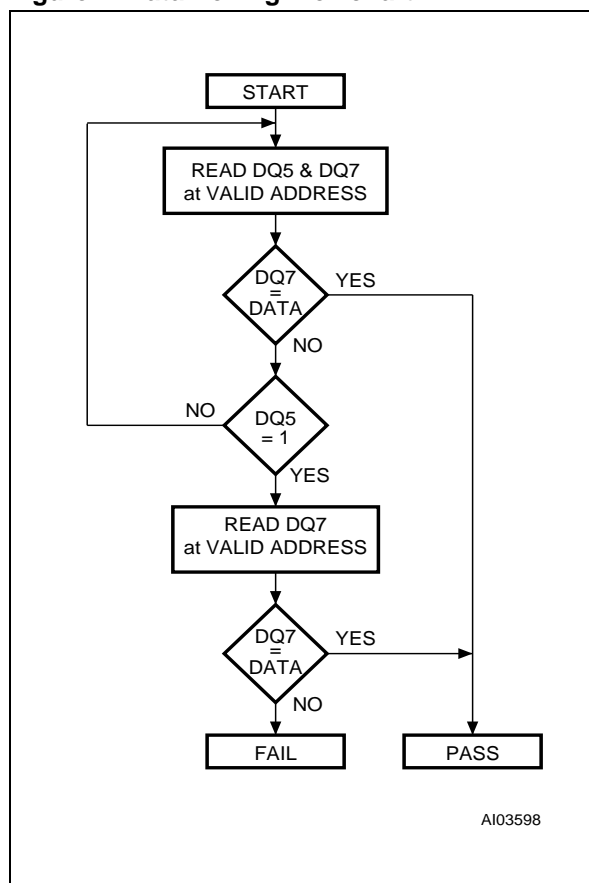 START
READ DQ5 & DQ7
at VALID ADDRESS
DQ7
=
DATA
YES
NO
DQ5
= 1
NO
YES
READ DQ7
at VALID ADDRESS
DQ7
=
DATA
YES
NO
FAIL
PASS
AI03598